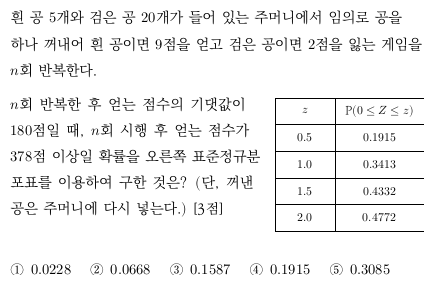 흰 공 5개와 검은 공 20개가 들어 있는 주머니에서 임의로 공을
하나 꺼내어 흰 공이면 9점을 얻고 검은 공이면 2점을 잃는 게임을
n회 반복한다.
n회 반복한 후 얻는 점수의 기댓값이
180점일 때, n회 시행 후 얻는 점수가
378점 이상일 확률을 오른쪽 표준정규분
포표를 이용하여 구한 것은? (단, 꺼낸
공은 주머니에 다시 넣는다.) [3점]
z P(0 ≤ Z ≤ z)
0.5 0.1915
1.0 0.3413
1.5 0.4332
2.0 0.4772
① 0.0228 ② 0.0668 ③ 0.1587 ④ 0.1915 ⑤ 0.3085